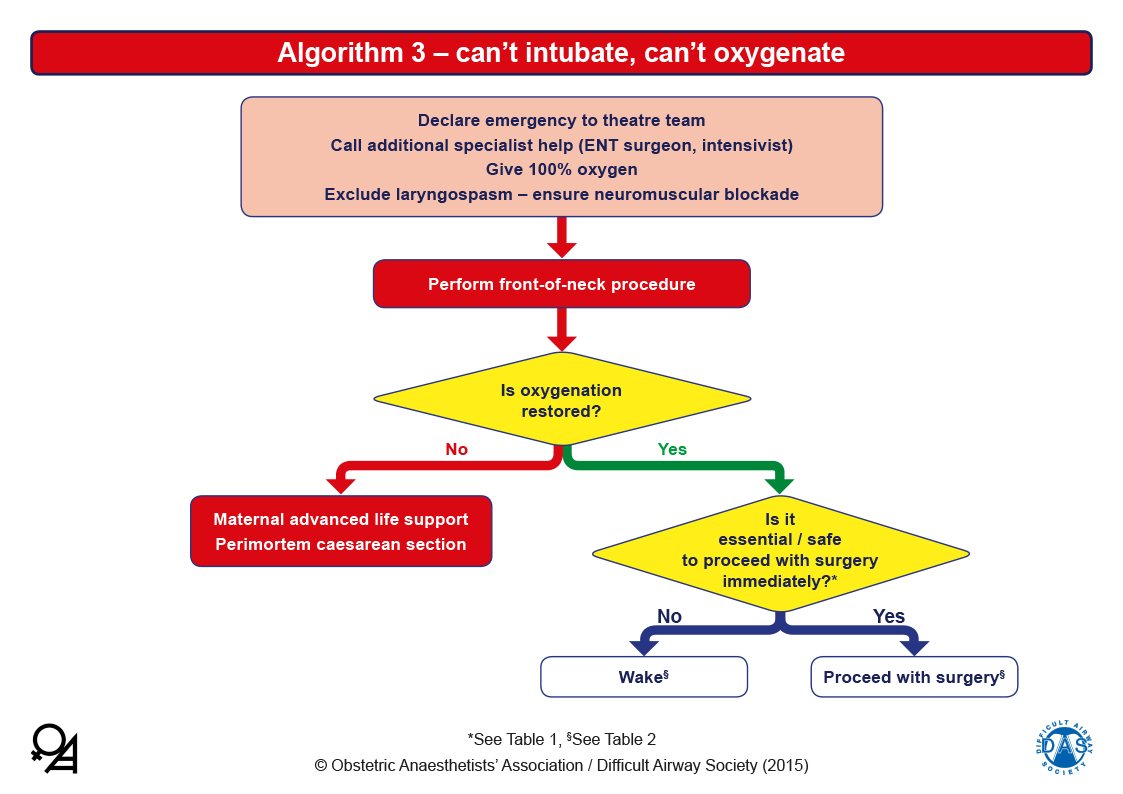 Algorithm 3 – can’t intubate, can’t oxygenate
Declare emergency to theatre team
Call additional specialist help (ENT surgeon, intensivist)
Give 100% oxygen
Exclude laryngospasm – ensure neuromuscular blockade
Perform front-of-neck procedure
Is oxygenation
restored?
No
Yes
Maternal advanced life support
Perimortem caesarean section
Is it
essential / safe
to proceed with surgery
immediately?*
No
Yes
Wake§
Proceed with surgery§
*See Table 1, §See Table 2
© Obstetric Anaesthetists’ Association / Difficult Airway Society (2015)
OA
DIFFICULT AIRWAY
DAS
SOCIETY